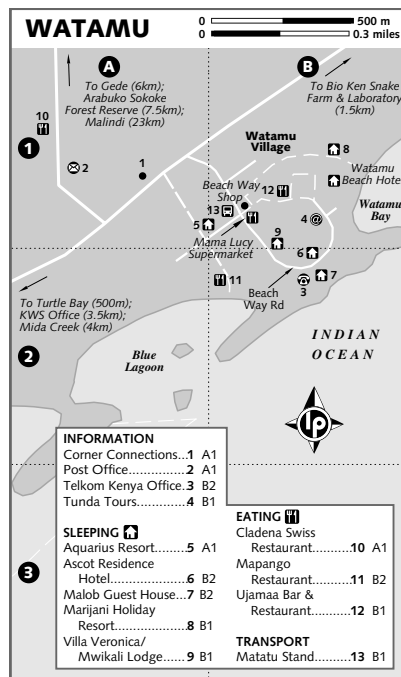 WATAMU
0 500 m
0 0.3 miles
A
B
To Gede (6km);
Arabuko Sokoke
Forest Reserve (7.5km);
Malindi (23km)
To Bio Ken Snake
Farm & Laboratory
(1.5km)
10
1
2
1
Watamu
Village
8
Watamu
Beach Hotel
Beach Way
Shop
12
13
5
4
@
Watamu
Bay
9
Mama Lucy
Supermarket
6
11
Beach
Way Rd
3
7
To Turtle Bay (500m);
KWS Office (3.5km);
Mida Creek (4km)
2
Blue
Lagoon
INDIAN
OCEAN
lp
3
INFORMATION
Corner Connections...1 A1
Post Office...............2 A1
Telkom Kenya Office.3 B2
Tunda Tours............4 B1
SLEEPING
Aquarius Resort........5 A1
Ascot Residence
Hotel....................6 B2
Malob Guest House...7 B2
Marijani Holiday
Resort...................8 B1
Villa Veronica/
Mwikali Lodge.......9 B1
EATING
Cladena Swiss
Restaurant..........10 A1
Mapango
Restaurant..........11 B2
Ujamaa Bar &
Restaurant..........12 B1
TRANSPORT
Matatu Stand..........13 B1